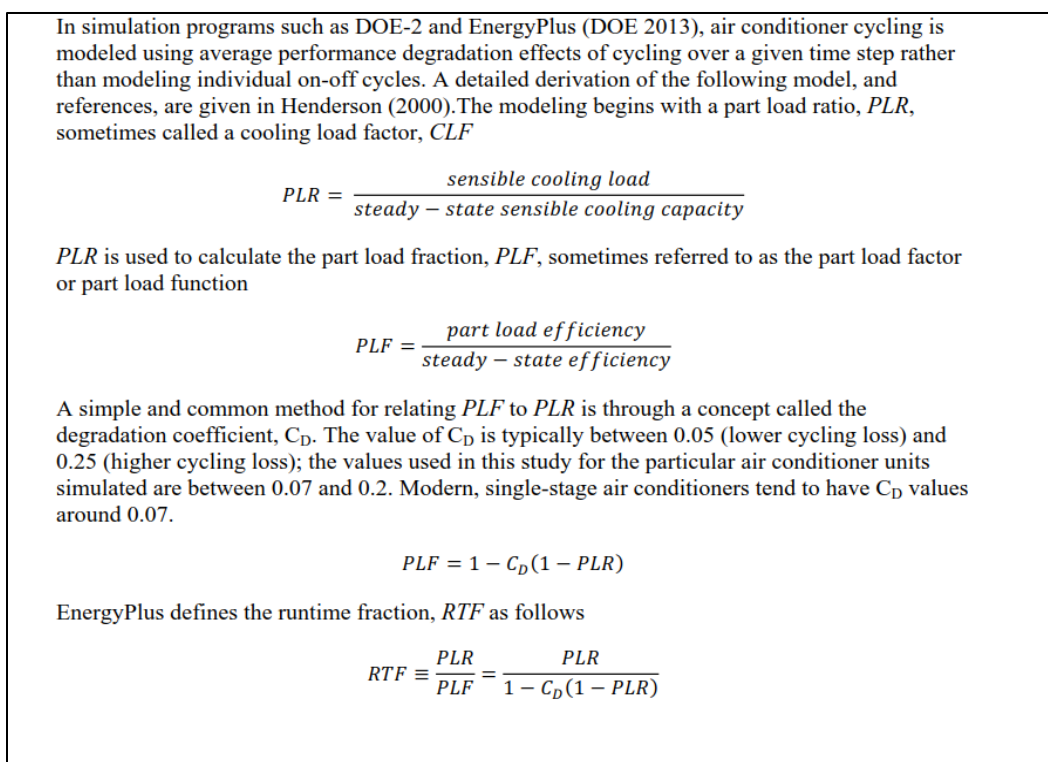 In simulation programs such as DOE-2 and EnergyPlus (DOE 2013), air conditioner cycling is
modeled using average performance degradation effects of cycling over a given time step rather
than modeling individual on-off cycles. A detailed derivation of the following model, and
references, are given in Henderson (2000).The modeling begins with a part load ratio, PLR,
sometimes called a cooling load factor, CLF
PLR = sensible cooling load / steady − state sensible cooling capacity
PLR is used to calculate the part load fraction, PLF, sometimes referred to as the part load factor
or part load function
PLF = part load efficiency / steady − state efficiency
A simple and common method for relating PLF to PLR is through a concept called the
degradation coefficient, C_D. The value of C_D is typically between 0.05 (lower cycling loss) and
0.25 (higher cycling loss); the values used in this study for the particular air conditioner units
simulated are between 0.07 and 0.2. Modern, single-stage air conditioners tend to have C_D values
around 0.07.
PLF = 1 − C_D(1 − PLR)
EnergyPlus defines the runtime fraction, RTF as follows
RTF ≡ PLR / PLF = PLR / 1 − C_D(1 − PLR)